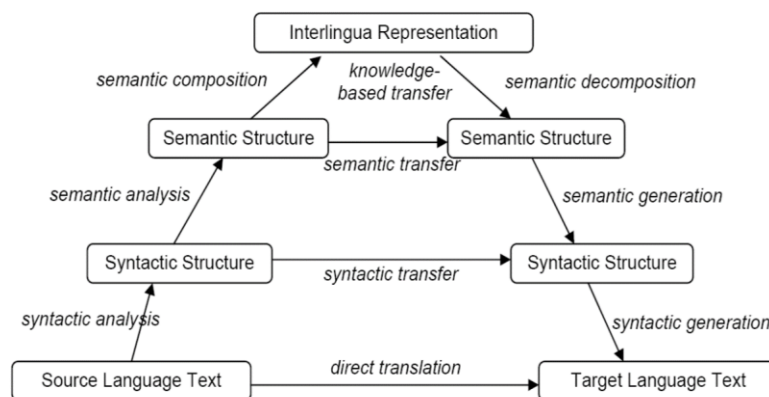 Interlingua Representation
semantic composition
knowledge-
based transfer
semantic decomposition
Semantic Structure
Semantic Structure
semantic transfer
semantic analysis
semantic generation
Syntactic Structure
Syntactic Structure
syntactic transfer
syntactic analysis
syntactic generation
Source Language Text
direct translation
Target Language Text